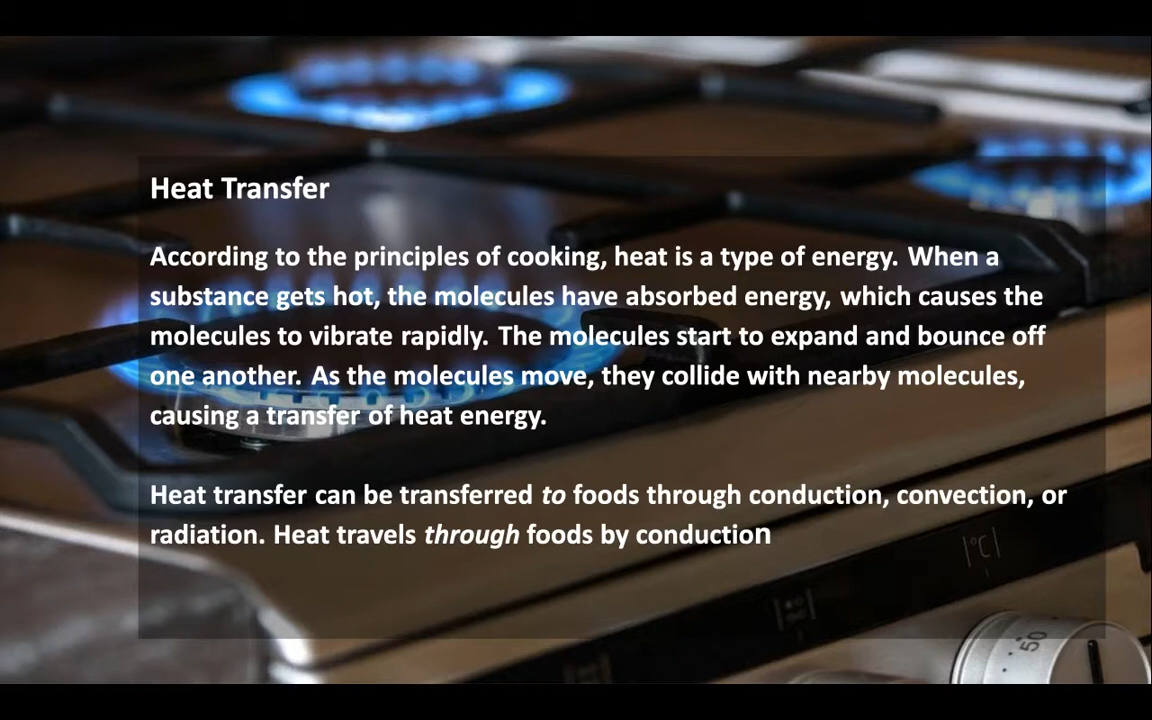 Heat Transfer
According to the principles of cooking, heat is a type of energy. When a
substance gets hot, the molecules have absorbed energy, which causes the
molecules to vibrate rapidly. The molecules start to expand and bounce off
one another. As the molecules move, they collide with nearby molecules,
causing a transfer of heat energy.
Heat transfer can be transferred to foods through conduction, convection, or
radiation. Heat travels through foods by conduction
|°C|
50